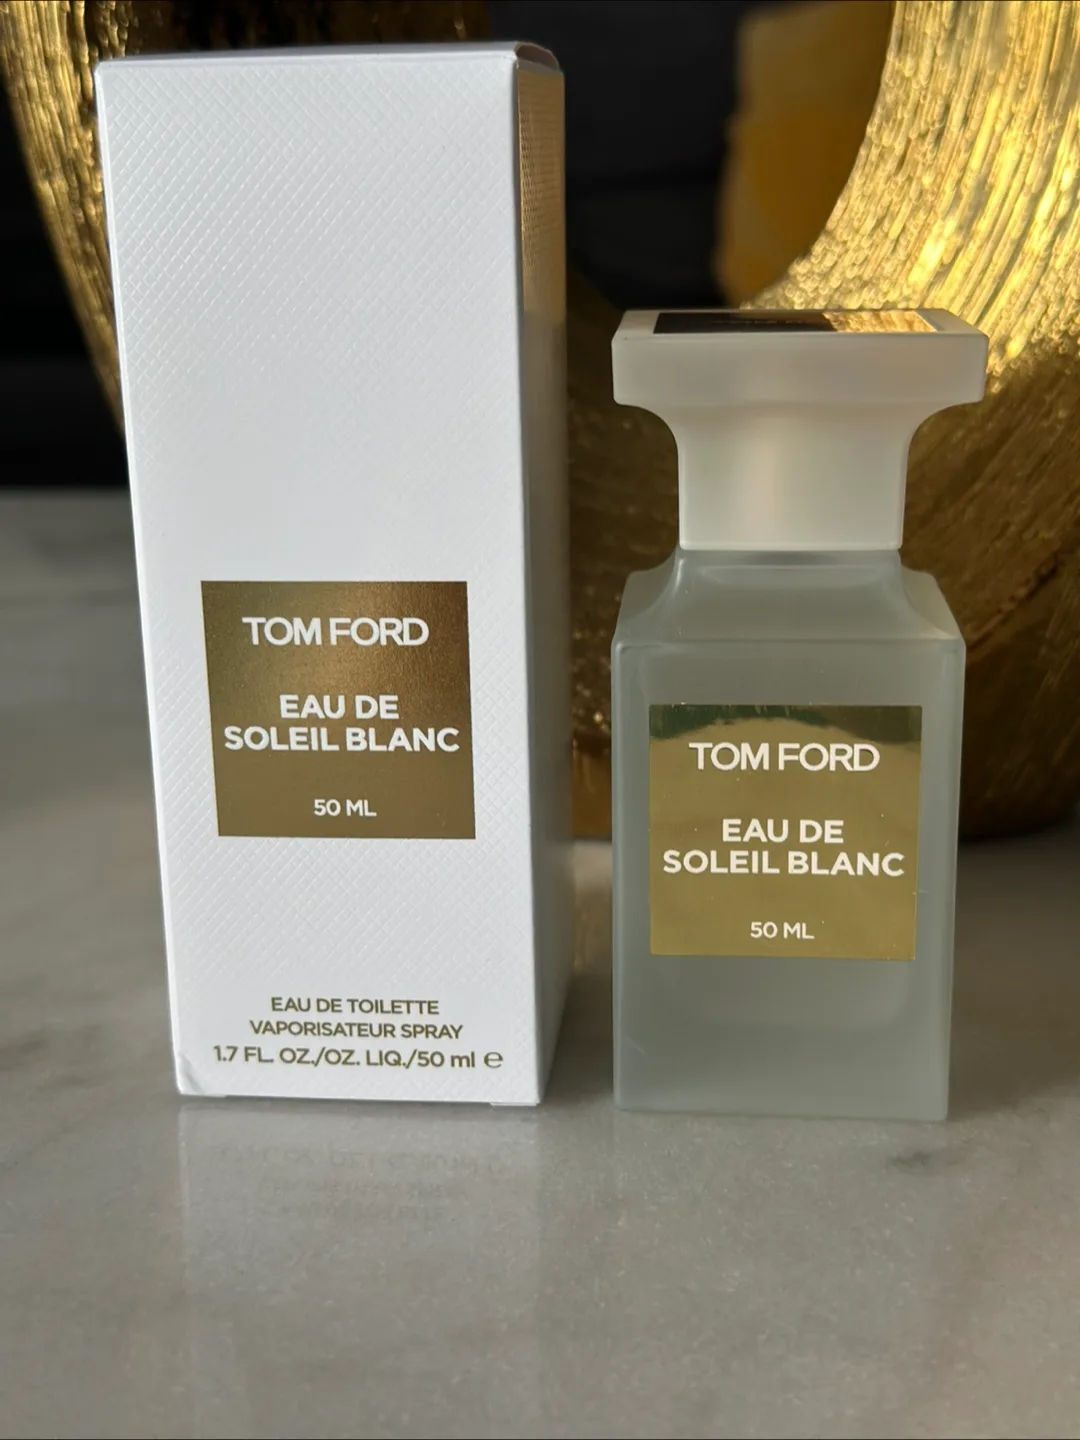 TOM FORD
EAU DE
SOLEIL BLANC
50 ML
EAU DE TOILETTE
VAPORISATEUR SPRAY
1.7 FL. OZ./OZ. LIQ./50 ml ℮
TOM FORD
EAU DE
SOLEIL BLANC
50 ML